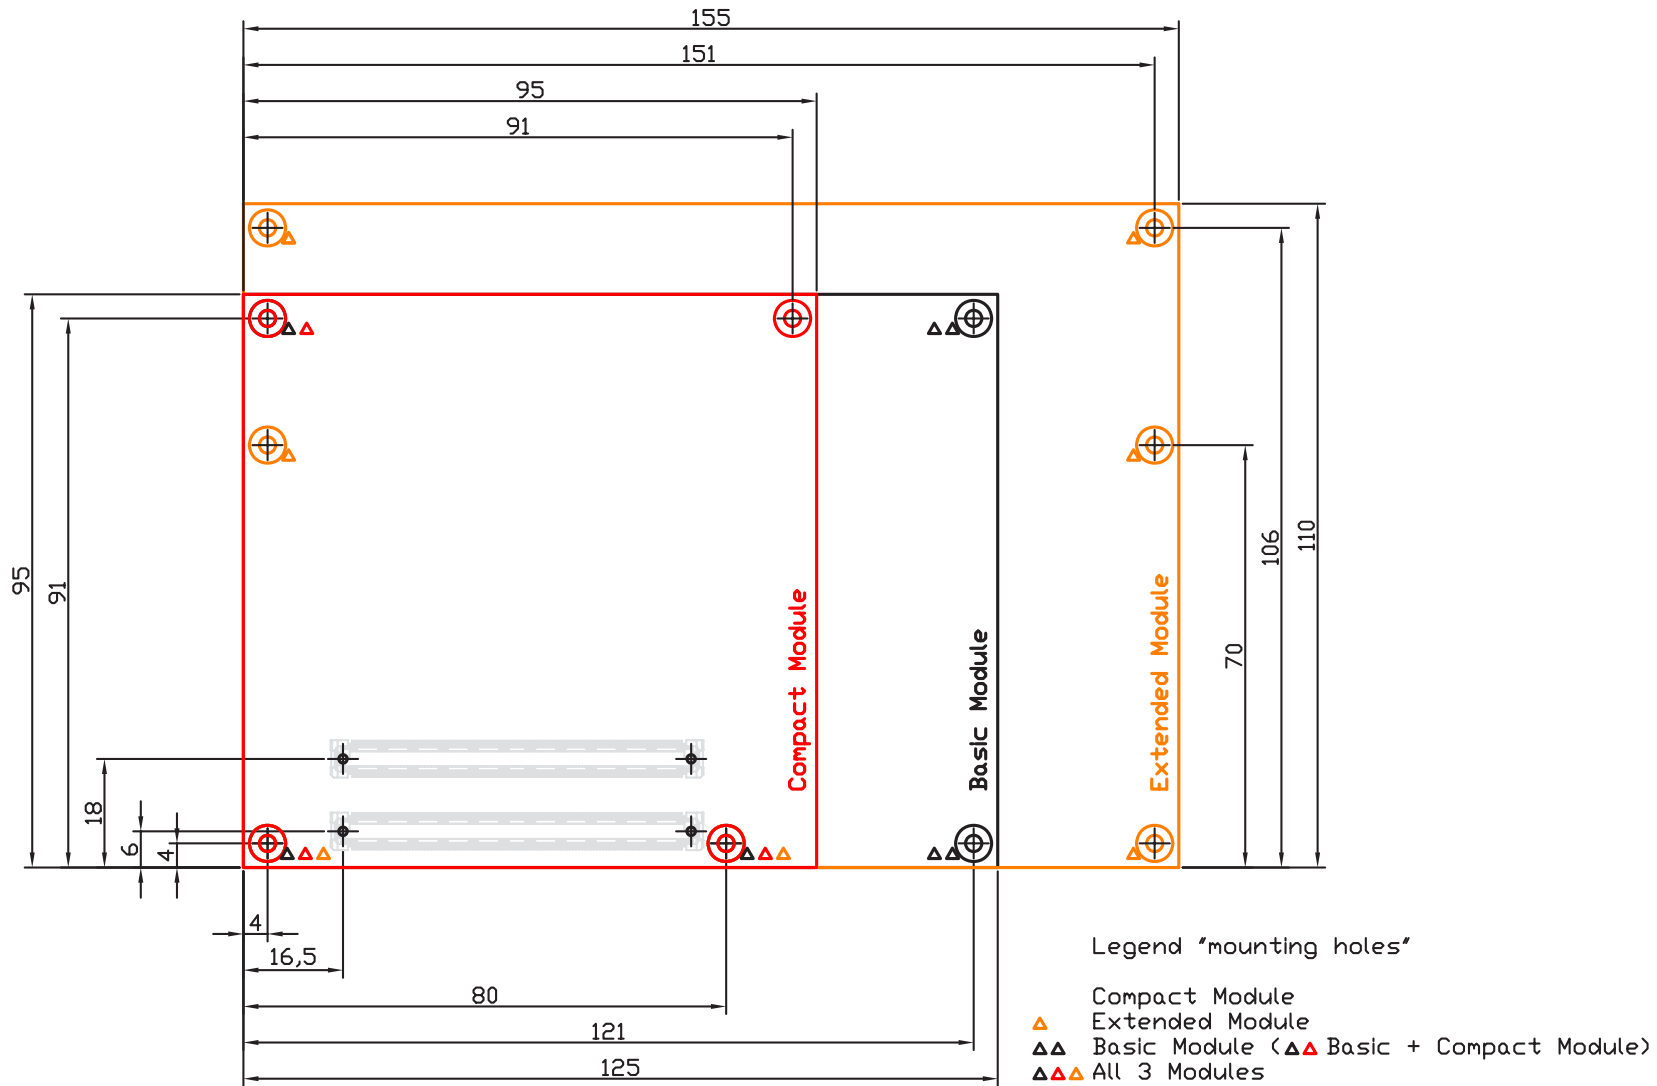 155
151
95
91
95
91
18
6
4
4
16,5
80
121
125
70
106
110
Compact Module
Basic Module
Extended Module
Legend "mounting holes"
Compact Module
Extended Module
Basic Module ( Basic + Compact Module)
All 3 Modules